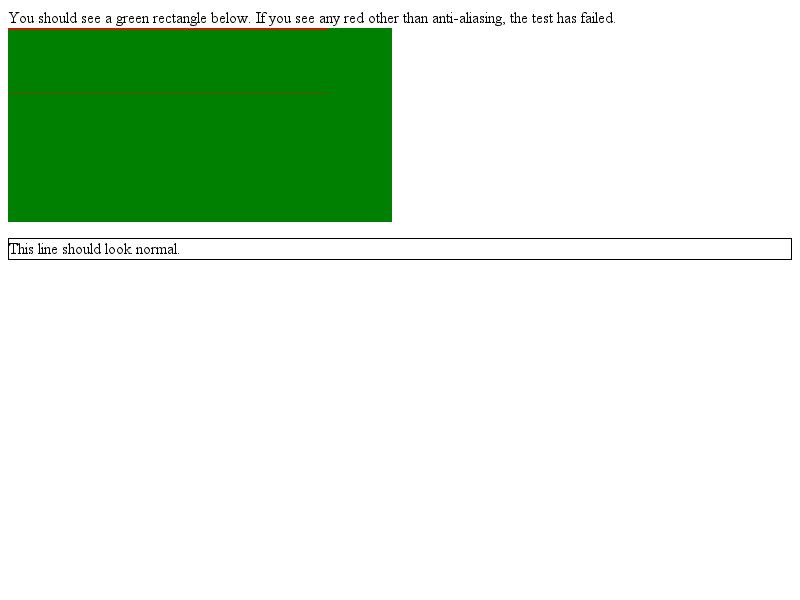 You should see a green rectangle below. If you see any red other than anti-aliasing, the test has failed.
This line should look normal.